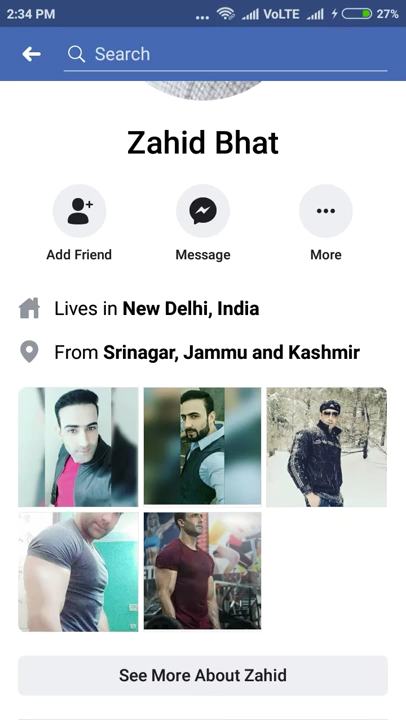 2:34 PM ... VoLTE 27%
Search
Zahid Bhat
Add Friend Message More
Lives in New Delhi, India
From Srinagar, Jammu and Kashmir
See More About Zahid